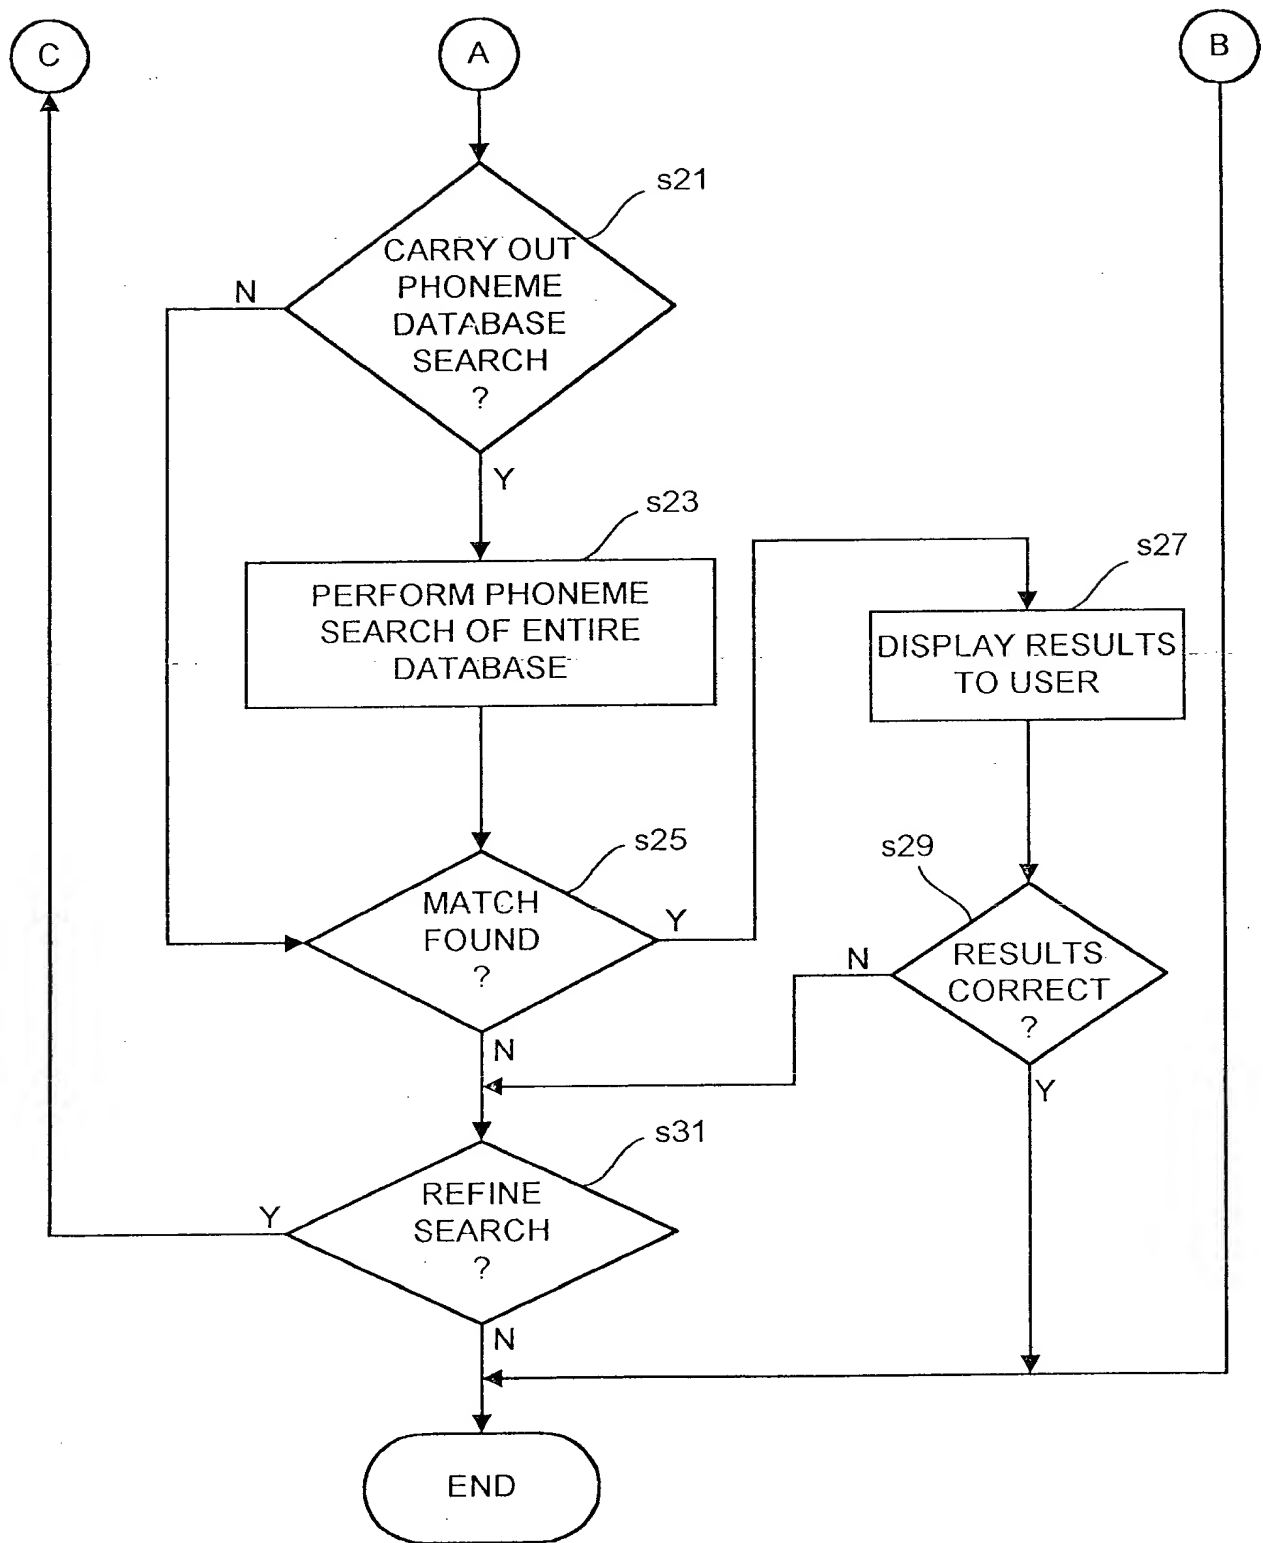 C
A
B
s21
CARRY OUT
PHONEME
DATABASE
SEARCH
?
N
Y
s23
PERFORM PHONEME
SEARCH OF ENTIRE
DATABASE
s27
DISPLAY RESULTS
TO USER
s25
MATCH
FOUND
?
Y
N
s29
RESULTS
CORRECT
?
N
Y
s31
REFINE
SEARCH
?
Y
N
END